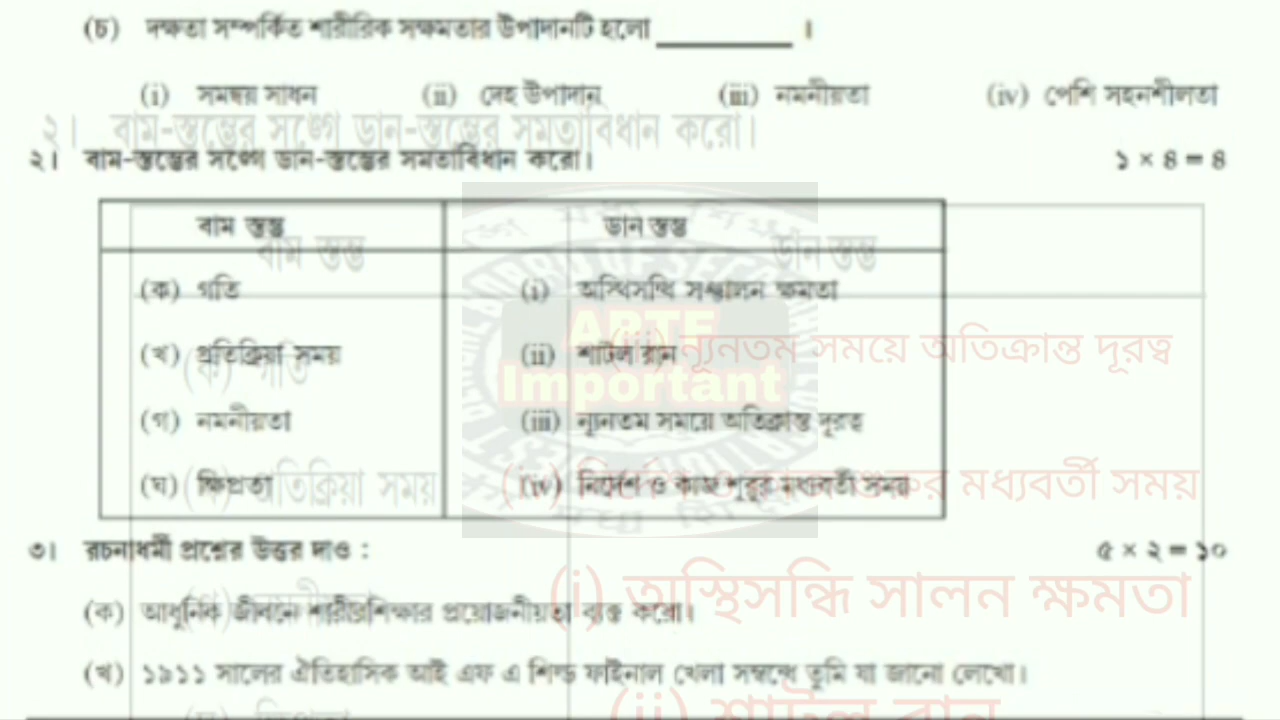 (চ) দক্ষতা সম্পর্কিত শারীরিক সক্ষমতার উপাদানটি হলো ________ ।
(i) সমন্বয় সাধন (ii) দেহ উপাদান (iii) নমনীয়তা (iv) পেশি সহনশীলতা
২। বাম-স্তম্ভের সঙ্গে ডান-স্তম্ভের সমতাবিধান করো।
২। বাম-স্তম্ভের সঙ্গে ডান-স্তম্ভের সমতাবিধান করো। ১ × ৪ = ৪
বাম স্তম্ভ ডান স্তম্ভ
বাম স্তম্ভ ডান স্তম্ভ
(ক) গতি (i) অস্থিসন্ধি সঞ্চালন ক্ষমতা
ARTF
(iii) ন্যূনতম সময়ে অতিক্রান্ত দূরত্ব
(খ) প্রতিক্রিয়া সময় (ii) শাটল রান
(ক) গতি
Important
(গ) নমনীয়তা (iii) ন্যূনতম সময়ে অতিক্রান্ত দূরত্ব
(ঘ) ক্ষিপ্রতা (iv) নির্দেশ ও কাজ শুরুর মধ্যবর্তী সময়
প্রতিক্রিয়া সময় (iv) মধ্যবর্তী সময়
৩। রচনাধর্মী প্রশ্নের উত্তর দাও : ৫ × ২ = ১০
(i) অস্থিসন্ধি সালন ক্ষমতা
(ক) আধুনিক জীবনে শারীরশিক্ষার প্রয়োজনীয়তা ব্যক্ত করো।
(খ) ১৯১১ সালের ঐতিহাসিক আই এফ এ শিল্ড ফাইনাল খেলা সম্বন্ধে তুমি যা জানো লেখো।
(ii) শাটল রান